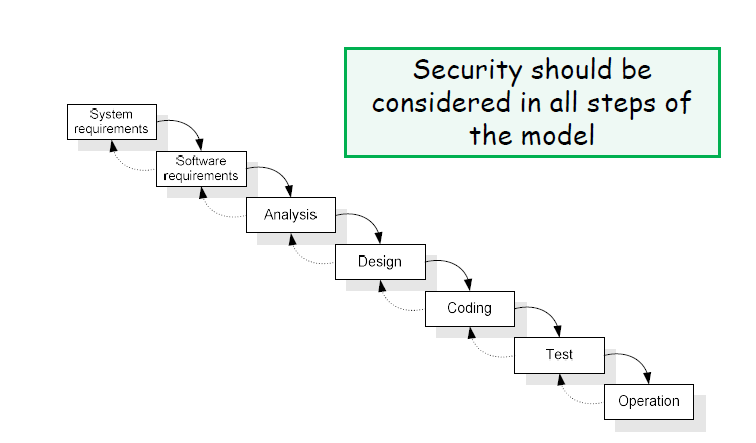 Security should be
considered in all steps of
the model
System
requirements
Software
requirements
Analysis
Design
Coding
Test
Operation